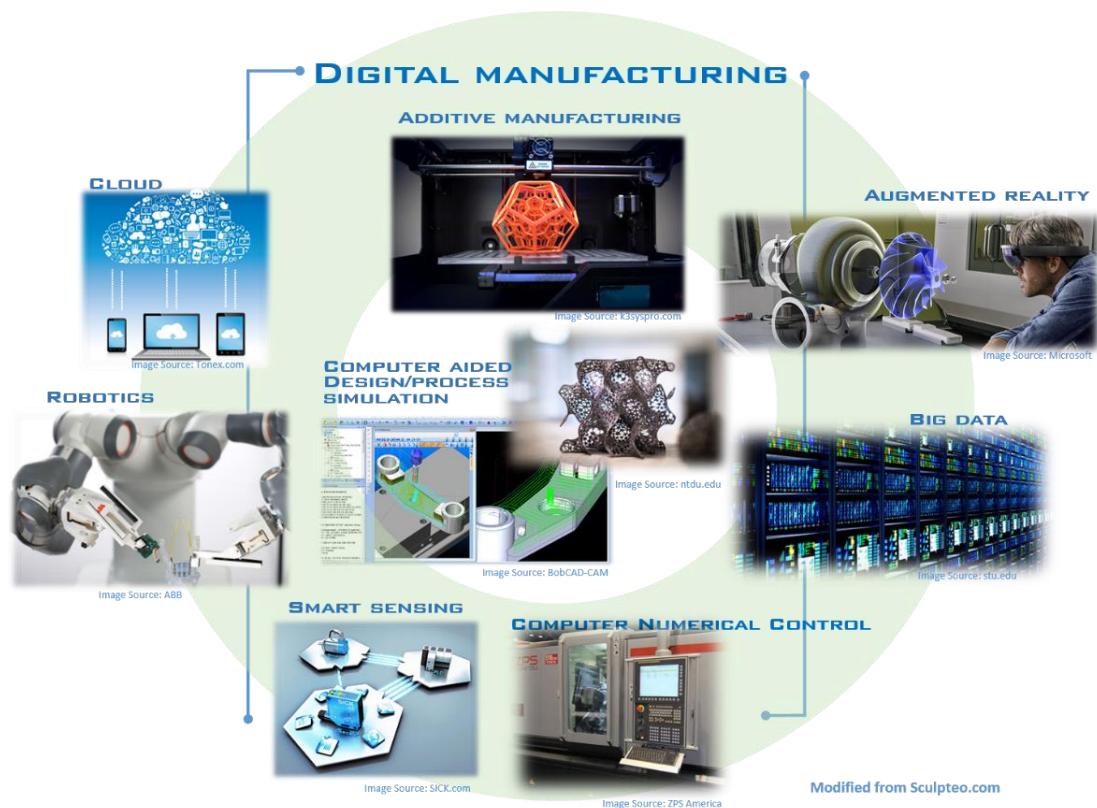 DIGITAL MANUFACTURING
ADDITIVE MANUFACTURING
Image Source: k3syspro.com
CLOUD
Image Source: Tonex.com
AUGMENTED REALITY
Image Source: Microsoft
COMPUTER AIDED
DESIGN/PROCESS
SIMULATION
Image Source: ntdu.edu
Image Source: BobCAD-CAM
ROBOTICS
Image Source: ABB
BIG DATA
Image Source: stu.edu
SMART SENSING
SICK
Image Source: SICK.com
COMPUTER NUMERICAL CONTROL
ZPS
Image Source: ZPS America
Modified from Sculpteo.com